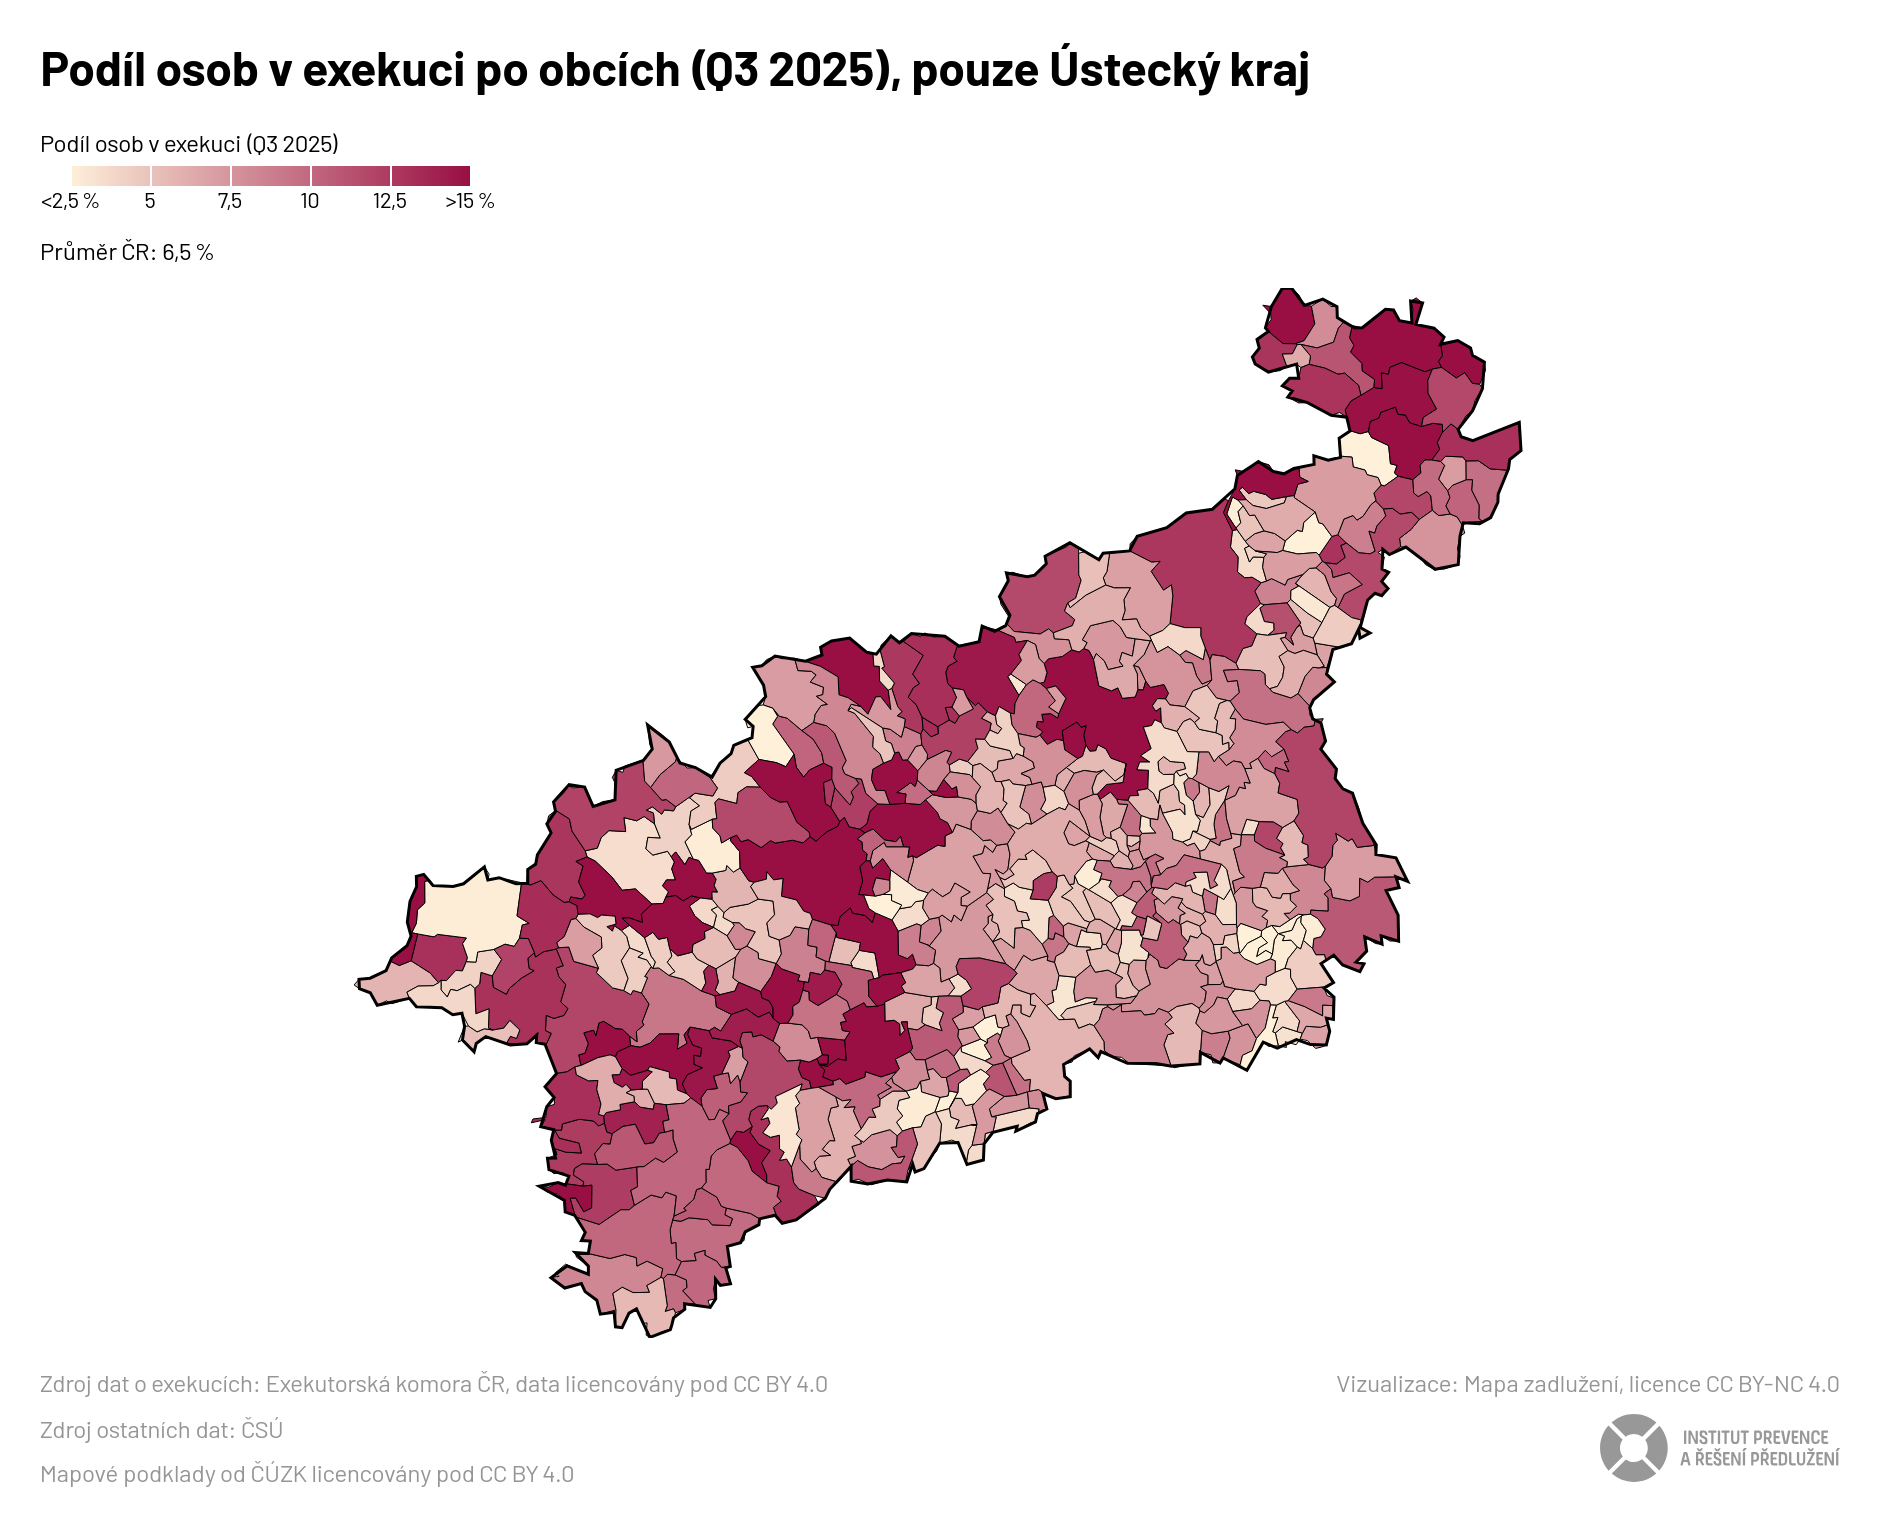 Podíl osob v exekuci po obcích (Q3 2025), pouze Ústecký kraj
Podíl osob v exekuci (Q3 2025)
<2,5 % 5 7,5 10 12,5 >15 %
Průměr ČR: 6,5 %
Zdroj dat o exekucích: Exekutorská komora ČR, data licencovány pod CC BY 4.0
Vizualizace: Mapa zadlužení, licence CC BY-NC 4.0
Zdroj ostatních dat: ČSÚ
Mapové podklady od ČÚZK licencovány pod CC BY 4.0
INSTITUT PREVENCE
A ŘEŠENÍ PŘEDLUŽENÍ